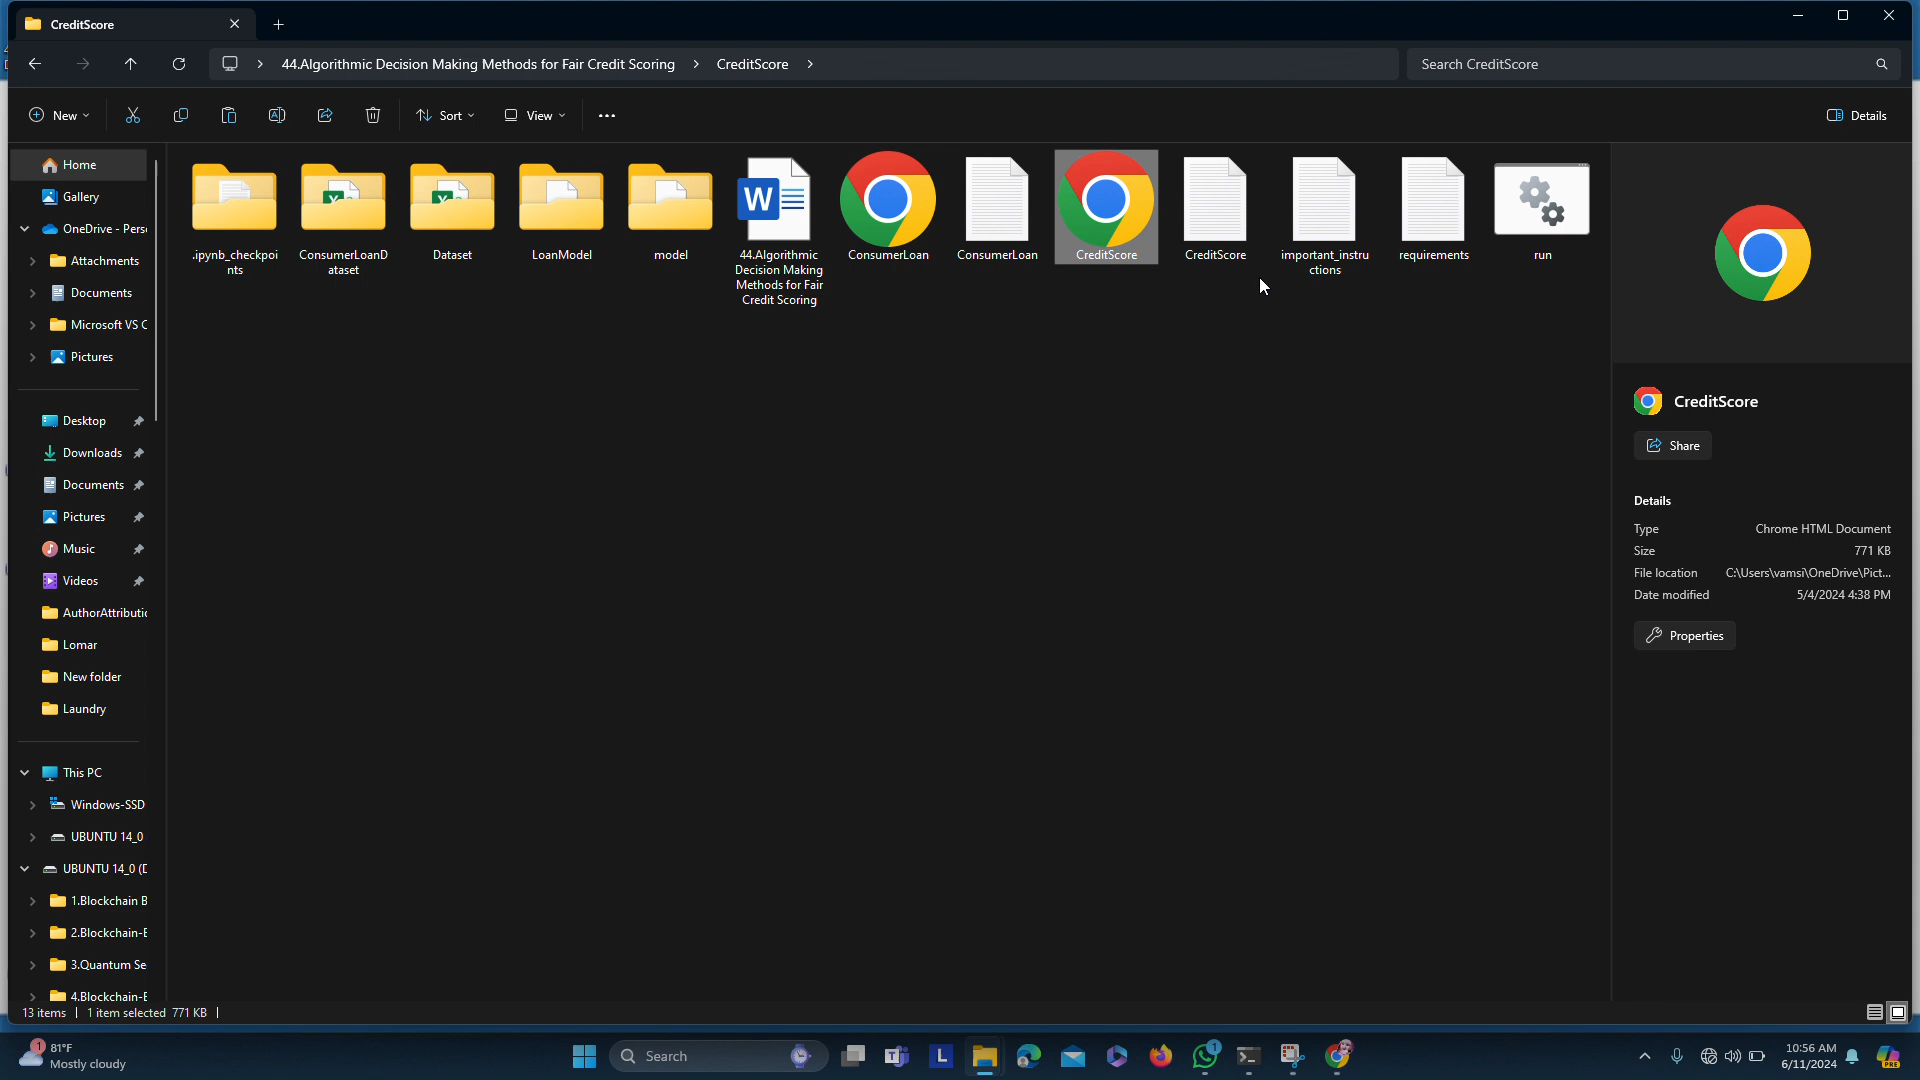 CreditScore
44.Algorithmic Decision Making Methods for Fair Credit Scoring > CreditScore >
Search CreditScore
New
Sort
View
Details
Home
Gallery
OneDrive - Pers
Attachments
Documents
Microsoft VS C
Pictures
Desktop
Downloads
Documents
Pictures
Music
Videos
AuthorAttributio
Lomar
New folder
Laundry
This PC
Windows-SSD
UBUNTU 14_0
UBUNTU 14_0 (D
1.Blockchain B
2.Blockchain-E
3.Quantum Se
4.Blockchain-E
.ipynb_checkpoi
nts
ConsumerLoanD
ataset
Dataset
LoanModel
model
44.Algorithmic
Decision Making
Methods for Fair
Credit Scoring
ConsumerLoan
ConsumerLoan
CreditScore
CreditScore
important_instru
ctions
requirements
run
CreditScore
Share
Details
Type Chrome HTML Document
Size 771 KB
File location C:\Users\vamsi\OneDrive\Pict...
Date modified 5/4/2024 4:38 PM
Properties
13 items | 1 item selected 771 KB |
1
81°F
Mostly cloudy
Search
L
1
10:56 AM
6/11/2024
PRE